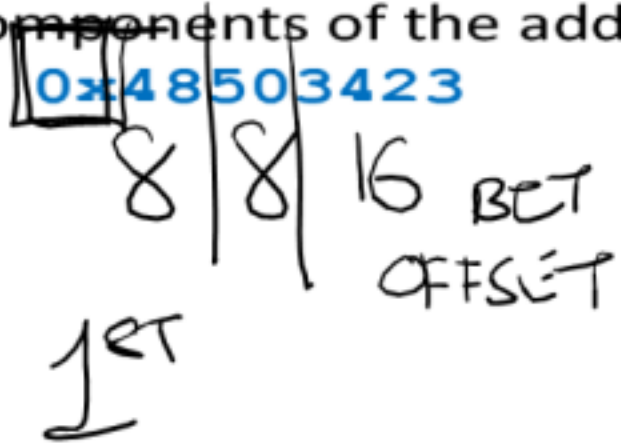 omponents of the add
0x48503423
8 8 16 BET
OFFSET
1ST